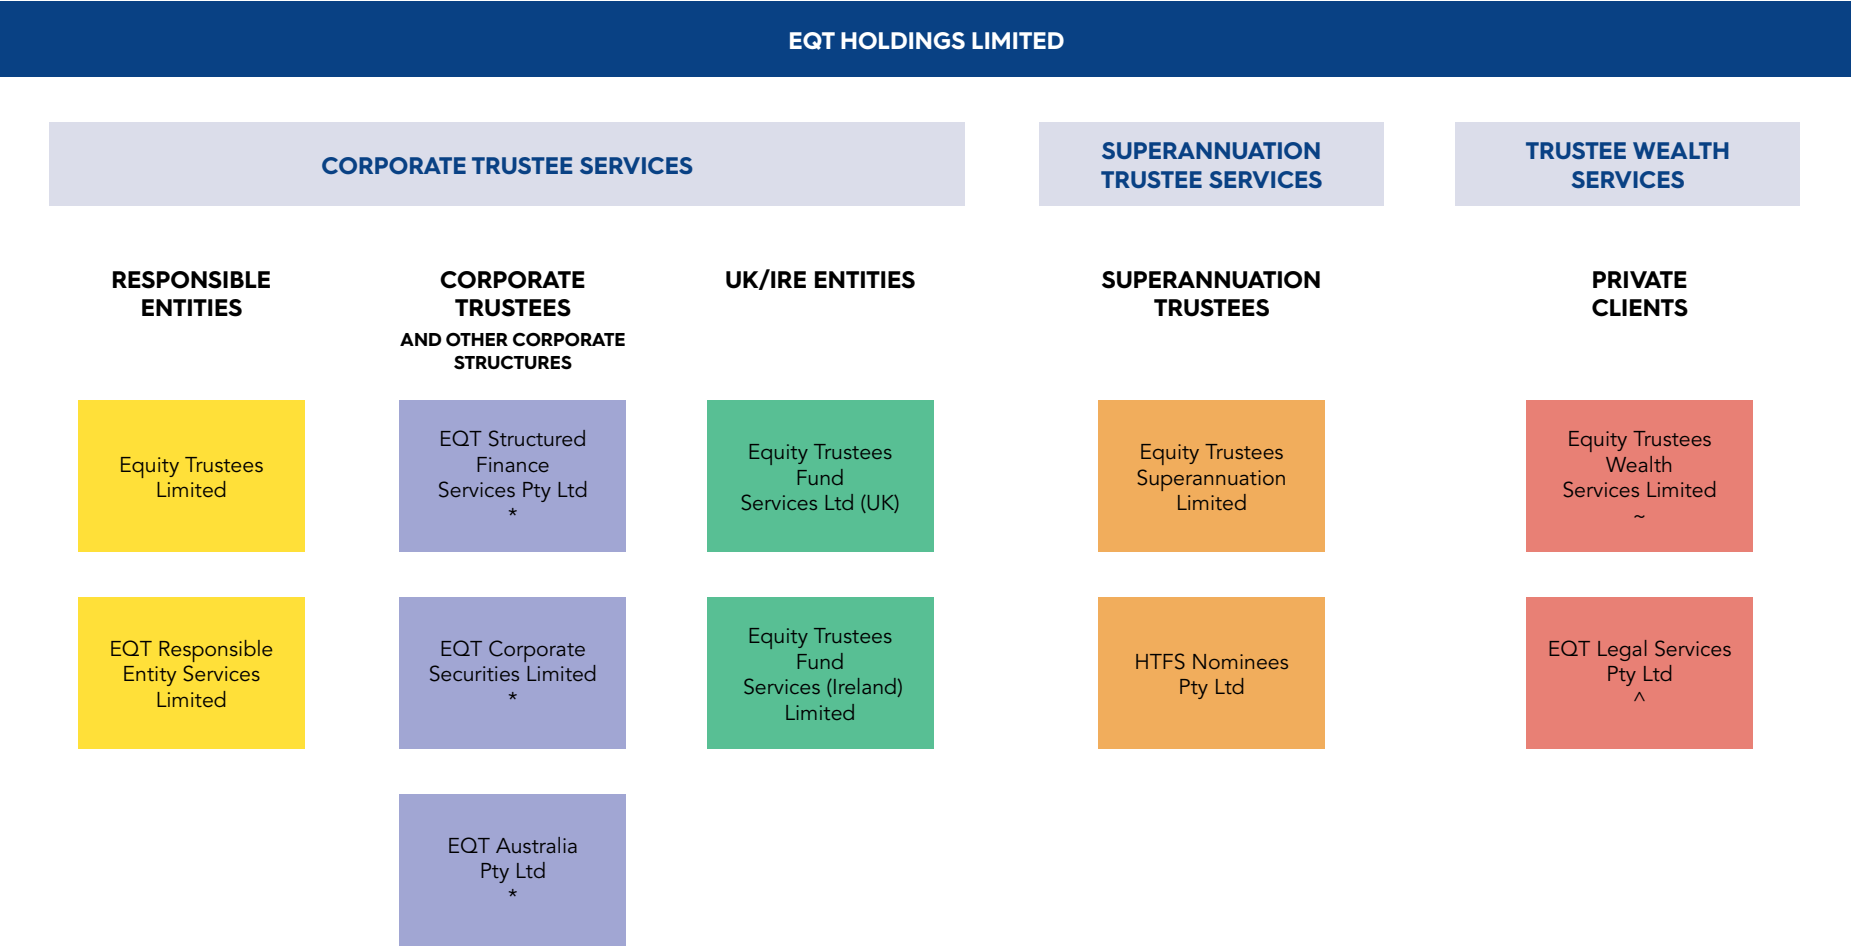 EQT HOLDINGS LIMITED
CORPORATE TRUSTEE SERVICES
SUPERANNUATION
TRUSTEE SERVICES
TRUSTEE WEALTH
SERVICES
RESPONSIBLE
ENTITIES
CORPORATE
TRUSTEES
AND OTHER CORPORATE
STRUCTURES
UK/IRE ENTITIES
SUPERANNUATION
TRUSTEES
PRIVATE
CLIENTS
Equity Trustees
Limited
EQT Structured
Finance
Services Pty Ltd
*
Equity Trustees
Fund
Services Ltd (UK)
Equity Trustees
Superannuation
Limited
Equity Trustees
Wealth
Services Limited
~
EQT Responsible
Entity Services
Limited
EQT Corporate
Securities Limited
*
Equity Trustees
Fund
Services (Ireland)
Limited
HTFS Nominees
Pty Ltd
EQT Legal Services
Pty Ltd
^
EQT Australia
Pty Ltd
*